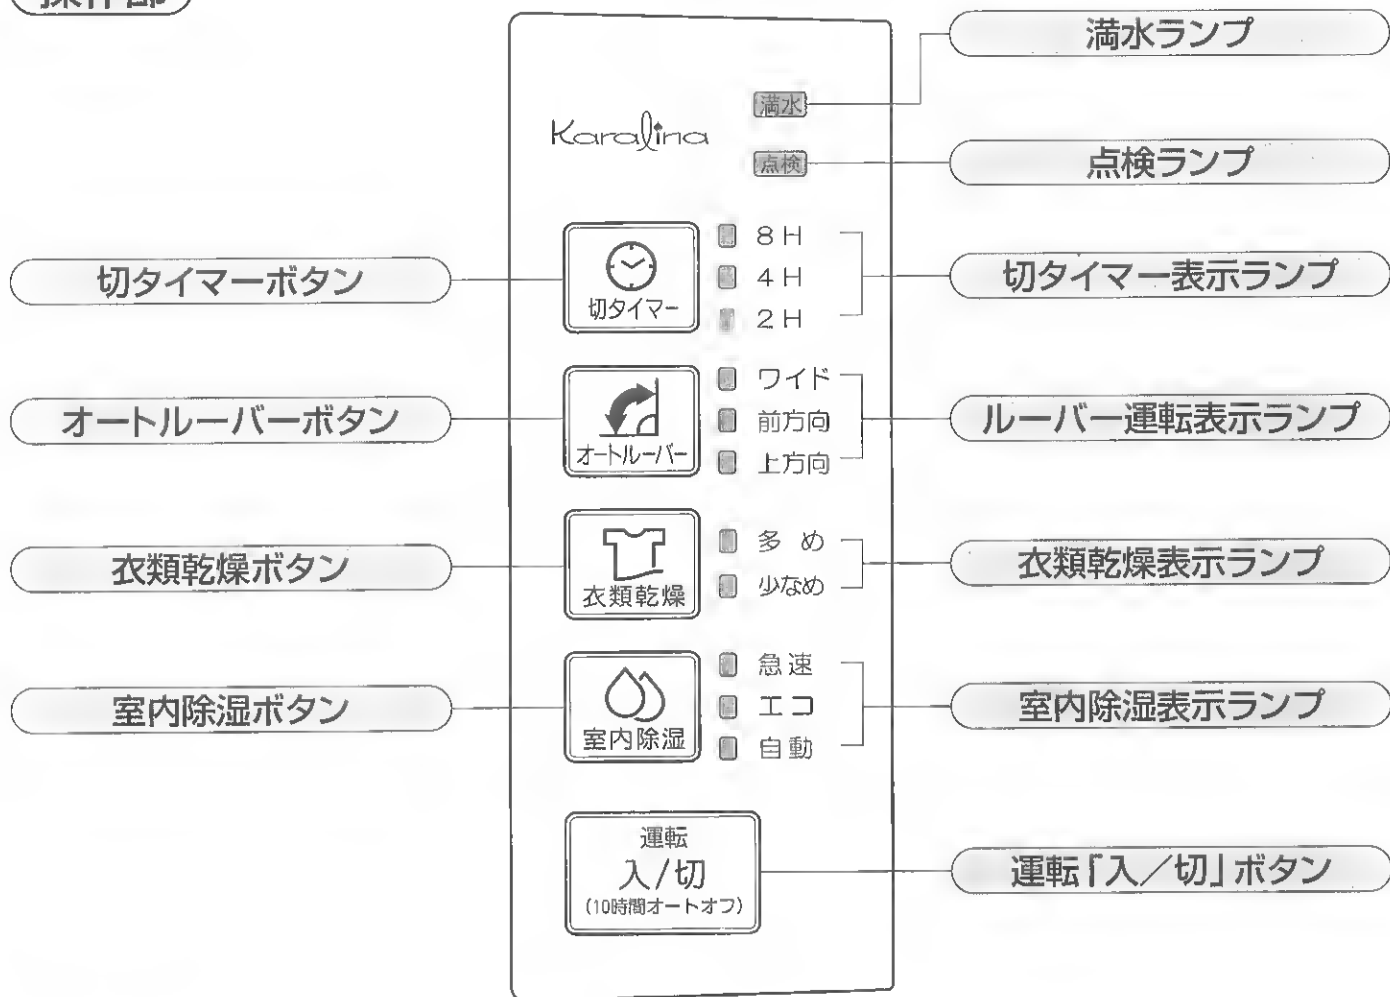 操作部
満水ランプ
満水
Karalina
点検
点検ランプ
8H
切タイマーボタン
4H
切タイマー表示ランプ
切タイマー
2H
ワイド
オートルーバーボタン
前方向
ルーバー運転表示ランプ
オートルーバー
上方向
多め
衣類乾燥ボタン
衣類乾燥表示ランプ
衣類乾燥
少なめ
急速
室内除湿ボタン
エコ
室内除湿表示ランプ
室内除湿
自動
運転
入/切
(10時間オートオフ)
運転「入/切」ボタン